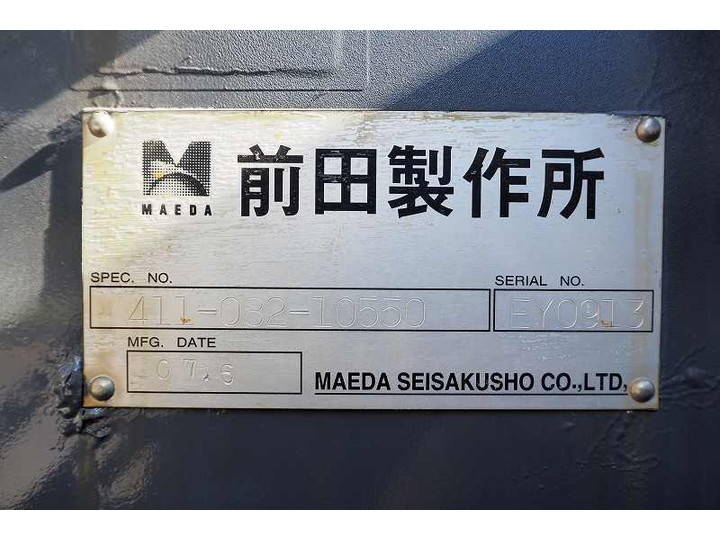 MAEDA
前田製作所
SPEC. NO.
411-082-10550
SERIAL NO.
EY0913
MFG. DATE
07.6
MAEDA SEISAKUSHO CO.,LTD,